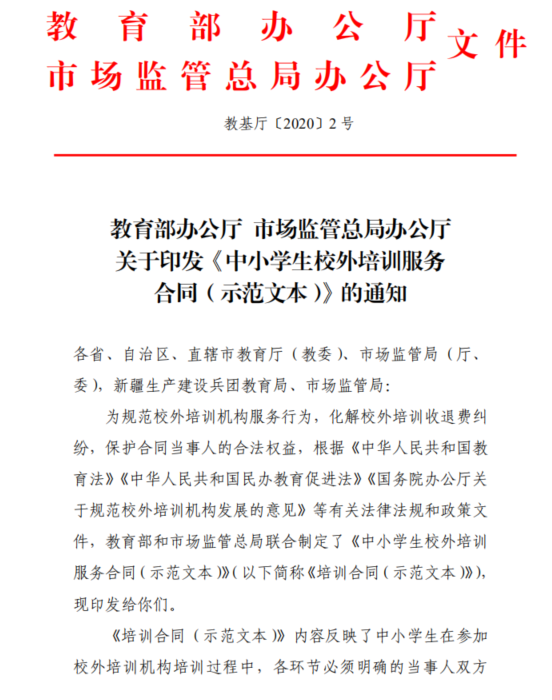 教育部办公厅
市场监管总局办公厅
文件
教基厅〔2020〕2号
教育部办公厅 市场监管总局办公厅
关于印发《中小学生校外培训服务
合同（示范文本）》的通知
各省、自治区、直辖市教育厅（教委）、市场监管局（厅、
委），新疆生产建设兵团教育局、市场监管局：
为规范校外培训机构服务行为，化解校外培训收退费纠
纷，保护合同当事人的合法权益，根据《中华人民共和国教
育法》《中华人民共和国民办教育促进法》《国务院办公厅关
于规范校外培训机构发展的意见》等有关法律法规和政策文
件，教育部和市场监管总局联合制定了《中小学生校外培训
服务合同（示范文本）》（以下简称《培训合同（示范文本）》），
现印发给你们。
《培训合同（示范文本）》内容反映了中小学生在参加
校外培训机构培训过程中，各环节必须明确的当事人双方